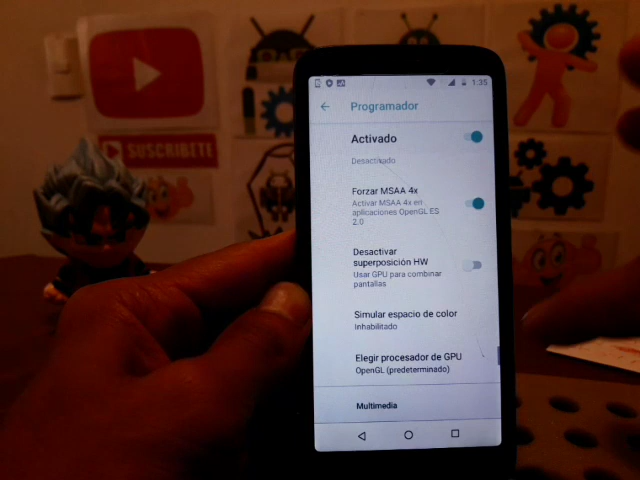 1:35
Programador
SUSCRIBETE
Activado
Desactivado
Forzar MSAA 4x
Activar MSAA 4x en
aplicaciones OpenGL ES
2.0
Desactivar
superposición HW
Usar GPU para combinar
pantallas
Simular espacio de color
Inhabilitado
Elegir procesador de GPU
OpenGL (predeterminado)
Multimedia